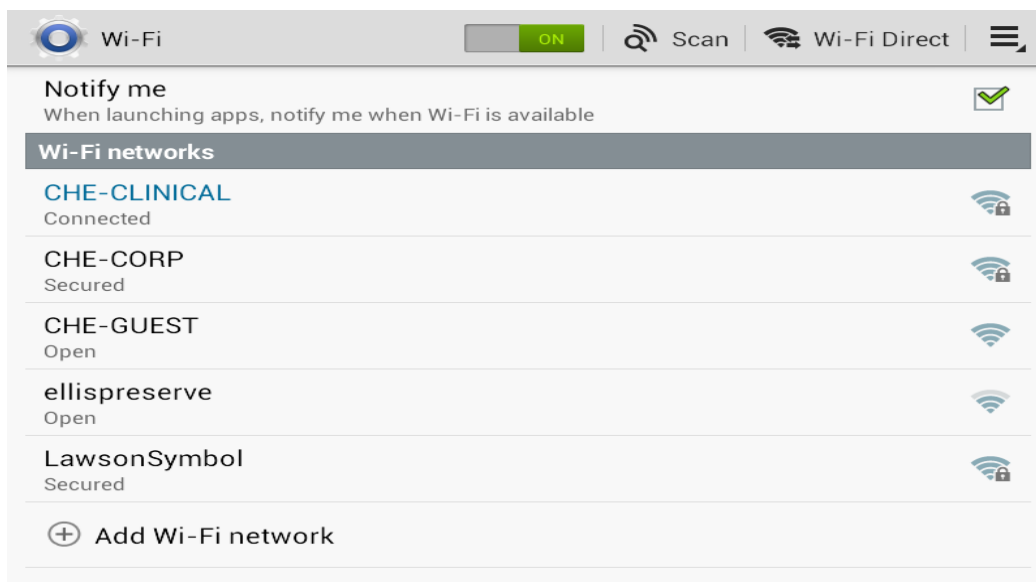 Wi-Fi ON Scan Wi-Fi Direct
Notify me
When launching apps, notify me when Wi-Fi is available
Wi-Fi networks
CHE-CLINICAL
Connected
CHE-CORP
Secured
CHE-GUEST
Open
ellispreserve
Open
LawsonSymbol
Secured
Add Wi-Fi network